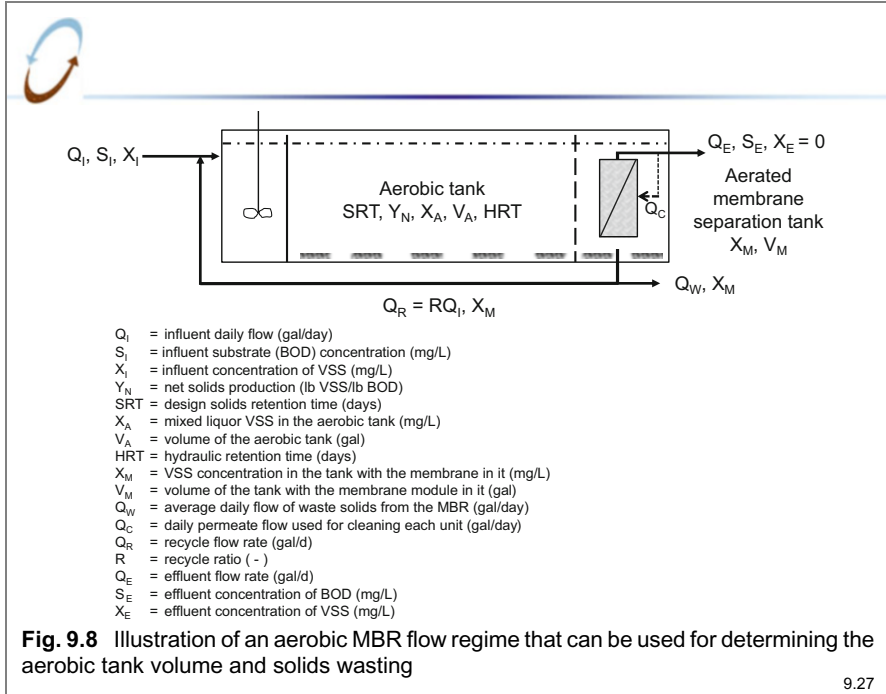 Q_I, S_I, X_I
Q_E, S_E, X_E = 0
Aerobic tank
SRT, Y_N, X_A, V_A, HRT
Q_C
Aerated
membrane
separation tank
X_M, V_M
Q_W, X_M
Q_R = RQ_I, X_M
Q_I = influent daily flow (gal/day)
S_I = influent substrate (BOD) concentration (mg/L)
X_I = influent concentration of VSS (mg/L)
Y_N = net solids production (lb VSS/lb BOD)
SRT = design solids retention time (days)
X_A = mixed liquor VSS in the aerobic tank (mg/L)
V_A = volume of the aerobic tank (gal)
HRT = hydraulic retention time (days)
X_M = VSS concentration in the tank with the membrane in it (mg/L)
V_M = volume of the tank with the membrane module in it (gal)
Q_W = average daily flow of waste solids from the MBR (gal/day)
Q_C = daily permeate flow used for cleaning each unit (gal/day)
Q_R = recycle flow rate (gal/d)
R = recycle ratio ( - )
Q_E = effluent flow rate (gal/d)
S_E = effluent concentration of BOD (mg/L)
X_E = effluent concentration of VSS (mg/L)
Fig. 9.8 Illustration of an aerobic MBR flow regime that can be used for determining the
aerobic tank volume and solids wasting
9.27